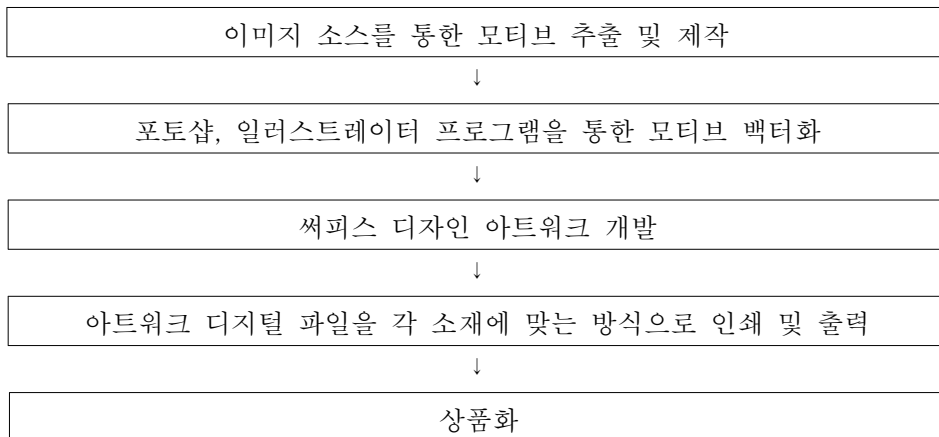 이미지 소스를 통한 모티브 추출 및 제작
↓
포토샵, 일러스트레이터 프로그램을 통한 모티브 백터화
↓
써피스 디자인 아트워크 개발
↓
아트워크 디지털 파일을 각 소재에 맞는 방식으로 인쇄 및 출력
↓
상품화